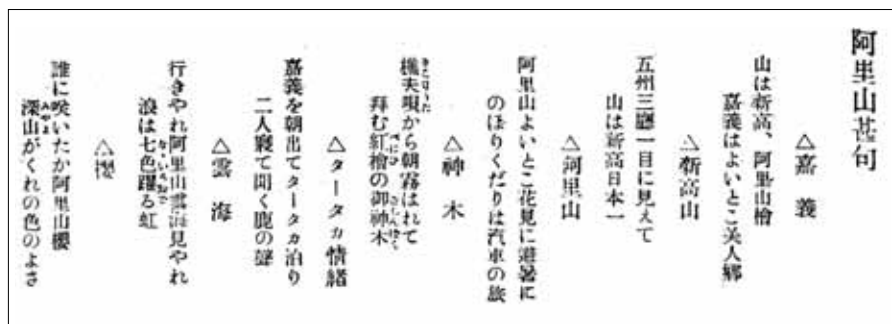 阿里山甚句
△嘉義
山は新高、阿里山檜
嘉義はよいとこ美人郷
△新高山
五州三廳一目に見えて
山は新高日本一
△阿里山
阿里山よいとこ花見に避暑に
のぼりくだりは汽車の旅
△神木
樵夫唄から朝霧はれて
拝む紅檜の御神木
△タータカ情緒
嘉義を朝出てタータカ泊り
二人寝て聞く鹿の聲
△雲海
行きやれ阿里山雲海見やれ
浪は七色躍る虹
△櫻
誰に咲いたか阿里山櫻
深山がくれの色のよさ